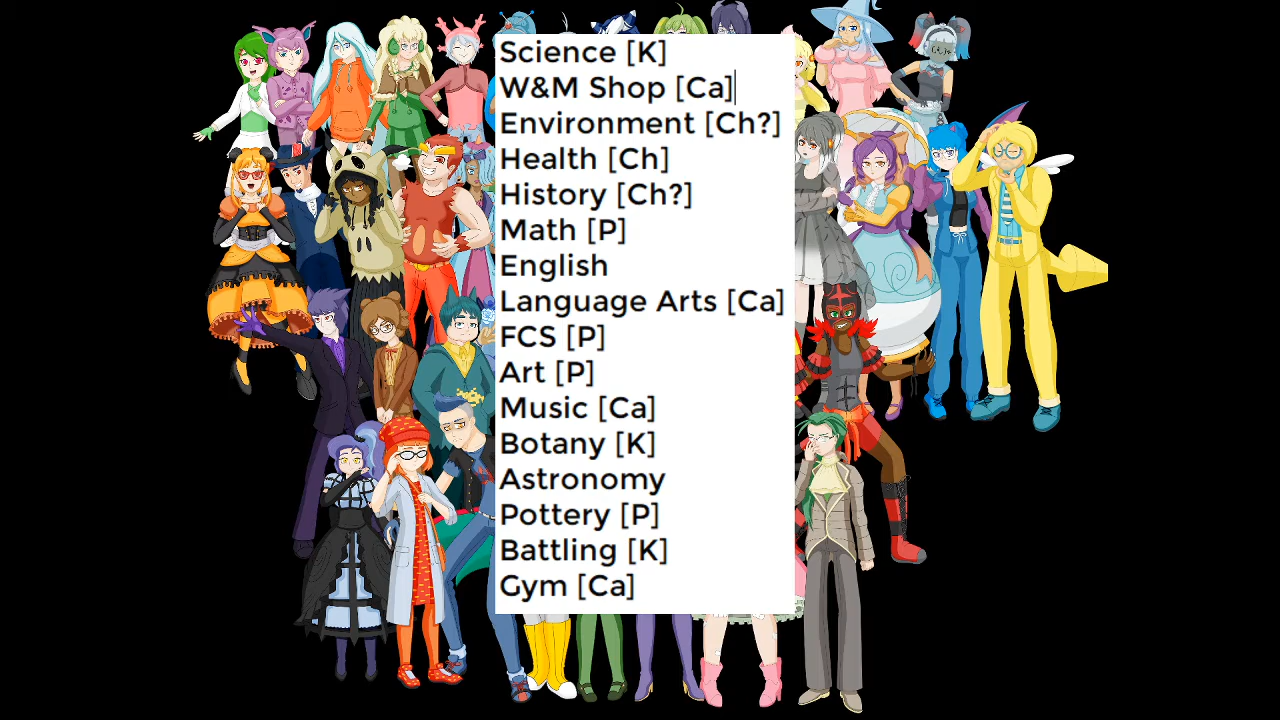 Science [K]
W&M Shop [Ca]
Environment [Ch?]
Health [Ch]
History [Ch?]
Math [P]
English
Language Arts [Ca]
FCS [P]
Art [P]
Music [Ca]
Botany [K]
Astronomy
Pottery [P]
Battling [K]
Gym [Ca]